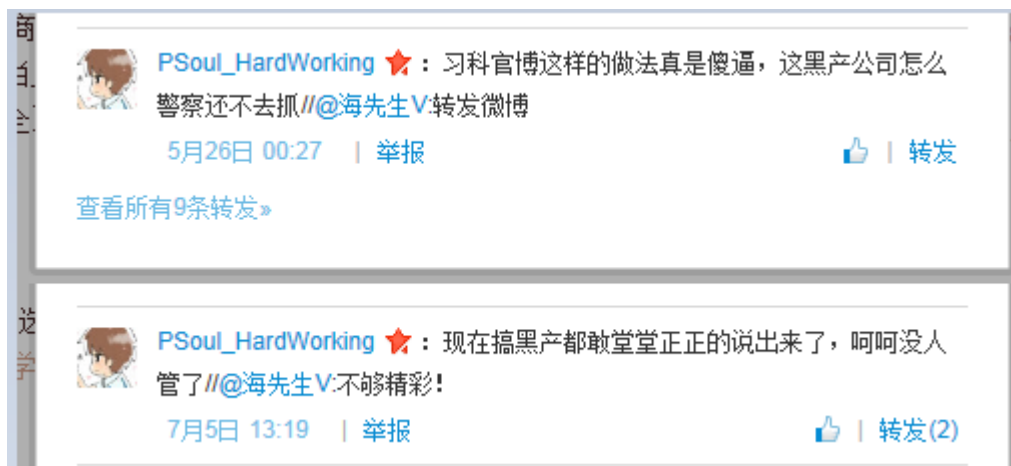 商
PSoul_HardWorking ：习科官博这样的做法真是傻逼，这黑产公司怎么
警察还不去抓//@海先生V:转发微博
5月26日 00:27 | 举报 | 转发
查看所有9条转发»
PSoul_HardWorking ：现在搞黑产都敢堂堂正正的说出来了，呵呵没人
管了//@海先生V:不够精彩!
学
7月5日 13:19 | 举报 | 转发(2)